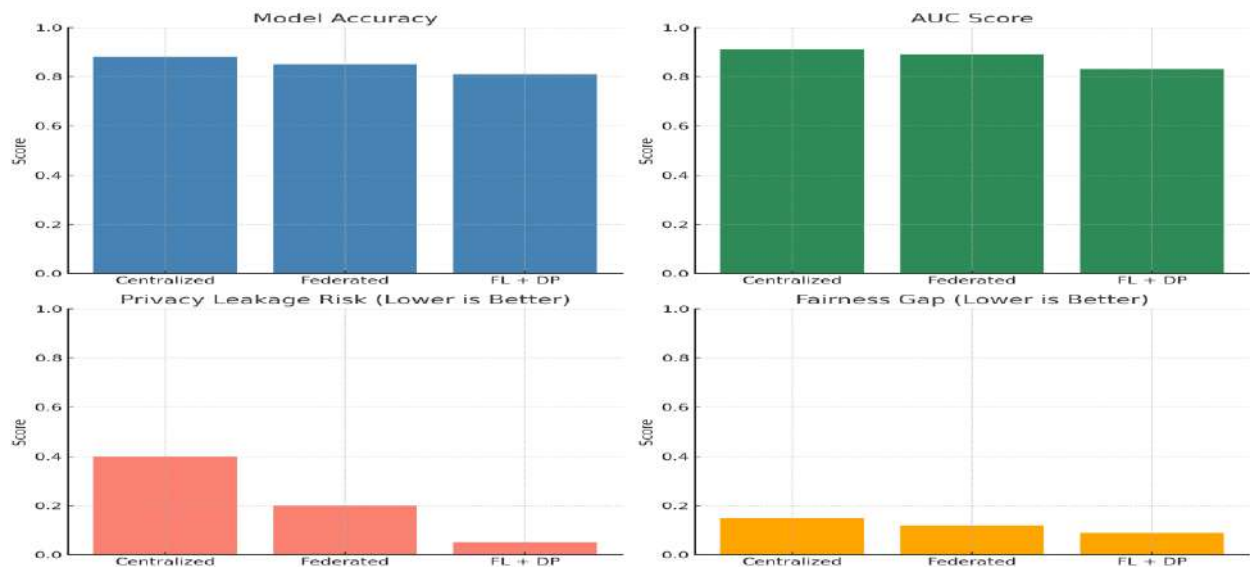 Model Accuracy
1.0
0.8
0.6
0.4
0.2
0.0
Score
Centralized Federated FL + DP
AUC Score
1.0
0.8
0.6
0.4
0.2
0.0
Score
Centralized Federated FL + DP
Privacy Leakage Risk (Lower is Better)
1.0
0.8
0.6
0.4
0.2
0.0
Score
Centralized Federated FL + DP
Fairness Gap (Lower is Better)
1.0
0.8
0.6
0.4
0.2
0.0
Score
Centralized Federated FL + DP